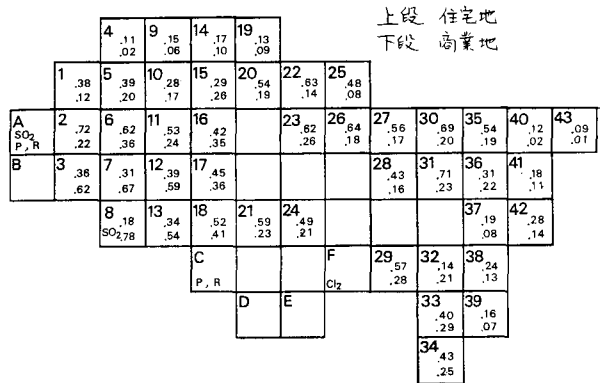 上段 住宅地
下段 商業地
4 .11 .02 9 .15 .06 14 .17 .10 19 .13 .09
1 .38 .12 5 .39 .20 10 .28 .17 15 .29 .26 20 .54 .19 22 .63 .14 25 .48 .08
A SO2 P,R 2 .72 .22 6 .62 .36 11 .53 .24 16 .42 .35 23 .62 .26 26 .64 .18 27 .56 .17 30 .69 .20 35 .54 .19 40 .12 .02 43 .09 .01
B 3 .36 .62 7 .31 .67 12 .39 .59 17 .45 .36 28 .43 .16 31 .71 .23 36 .31 .22 41 .18 .11
8 SO2 .18 .78 13 .34 .54 18 .52 .41 21 .59 .23 24 .49 .21 37 .19 .08 42 .28 .14
C P,R F Cl2 29 .57 .28 32 .14 .21 38 .24 .13
D E 33 .40 .29 39 .16 .07
34 .43 .25